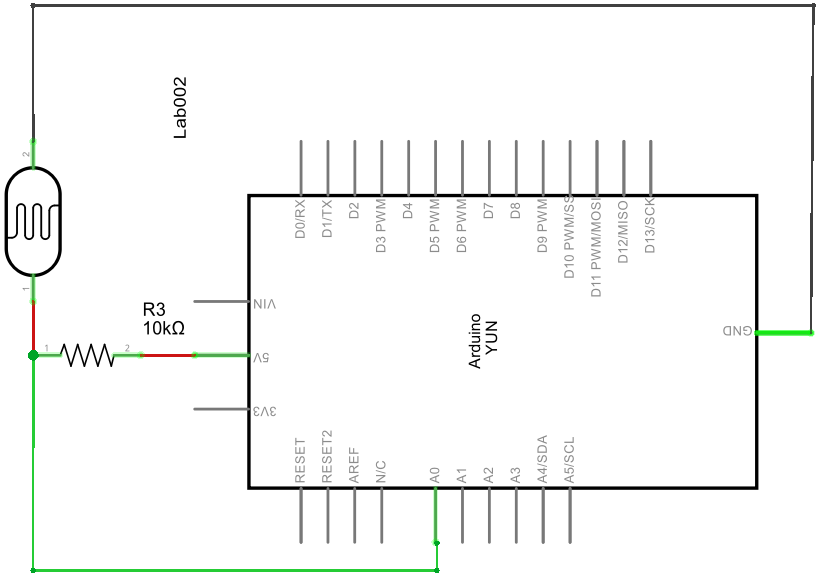 Lab002
2
1
R3
10kΩ
1
2
D0/RX
D1/TX
D2
D3 PWM
D4
D5 PWM
D6 PWM
D7
D8
D9 PWM
D10 PWM/SS
D11 PWM/MOSI
D12/MISO
D13/SCK
VIN
5V
3V3
Arduino
YUN
GND
RESET
RESET2
AREF
N/C
A0
A1
A2
A3
A4/SDA
A5/SCL